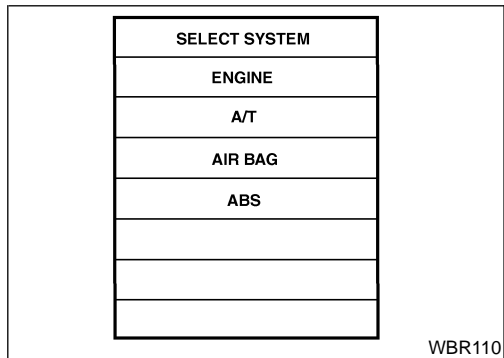 SELECT SYSTEM
ENGINE
A/T
AIR BAG
ABS
WBR110